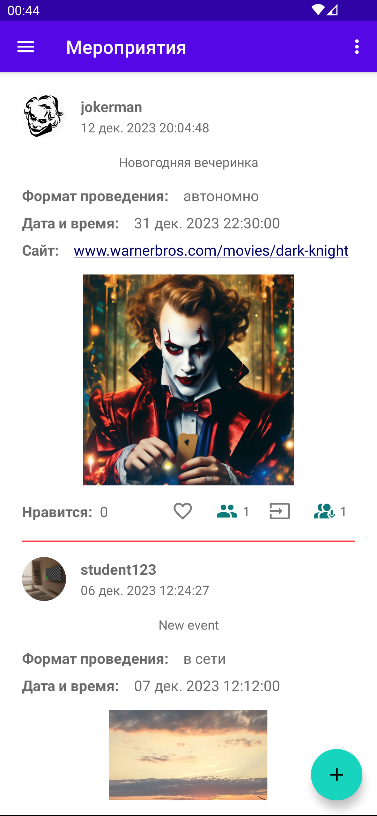 00:44
Мероприятия
jokerman
12 дек. 2023 20:04:48
Новогодняя вечеринка
Формат проведения: автономно
Дата и время: 31 дек. 2023 22:30:00
Сайт: www.warnerbros.com/movies/dark-knight
Нравится: 0 1 1
student123
06 дек. 2023 12:24:27
New event
Формат проведения: в сети
Дата и время: 07 дек. 2023 12:12:00